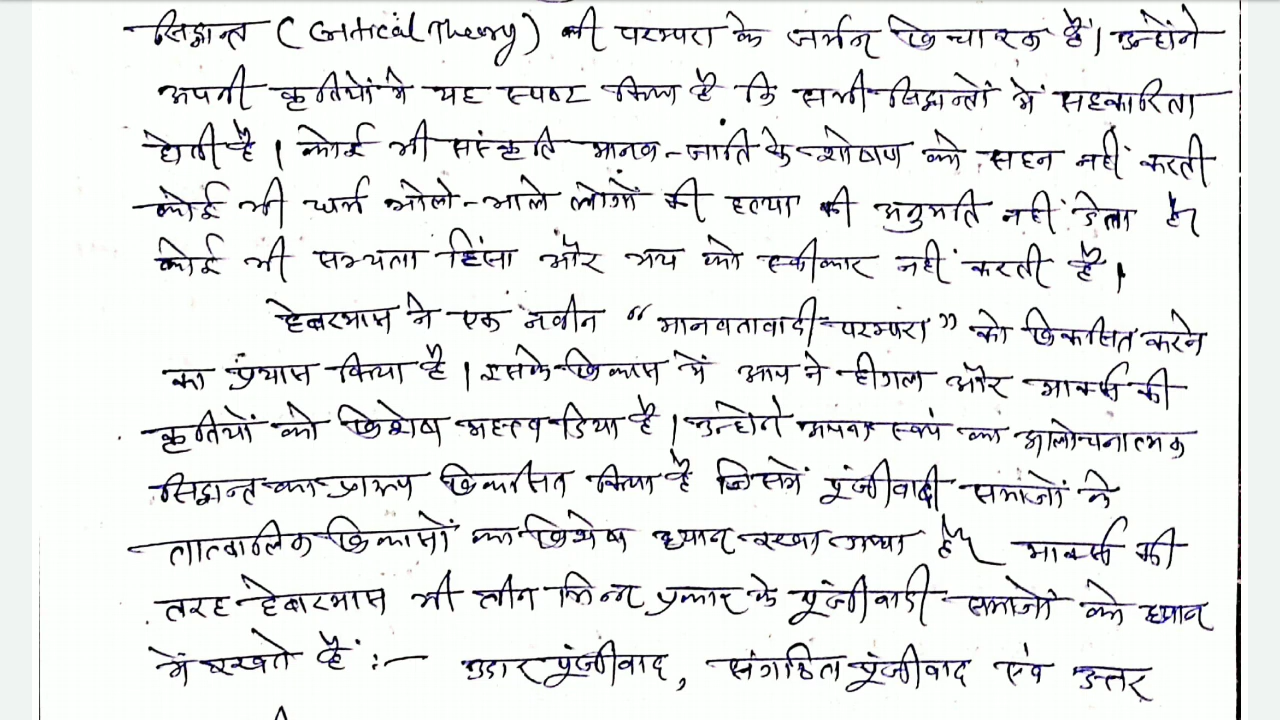 सिद्धान्त (Critical Theory) की परम्परा के जर्मन विचारक हैं। उन्होंने
अपनी कृतियों में यह स्पष्ट किया है कि सभी सिद्धान्तों में सहकारिता
होती है। कोई भी संस्कृति मानव-जाति के शोषण को सहन नहीं करती
कोई भी धर्म भोले-भाले लोगों की हत्या की अनुमति नहीं देता है,
कोई भी सभ्यता हिंसा और भय को स्वीकार नहीं करती है।
हेबरमास ने एक नवीन "मानवतावादी परम्परा" को विकसित करने
का प्रयास किया है। इसके विकास में आप ने हीगल और मार्क्स की
कृतियों को विशेष महत्त्व दिया है। उन्होंने अपना स्वयं का आलोचनात्मक
सिद्धान्त का प्रारूप विकसित किया है जिसमें पूंजीवादी समाजों के
तात्कालिक विकासों का विशेष ध्यान रखा गया है, मार्क्स की
तरह हेबरमास भी तीन भिन्न प्रकार के पूंजीवादी समाजों को ध्यान
में रखते हैं :- उदार पूंजीवाद, संगठित पूंजीवाद एवं उत्तर